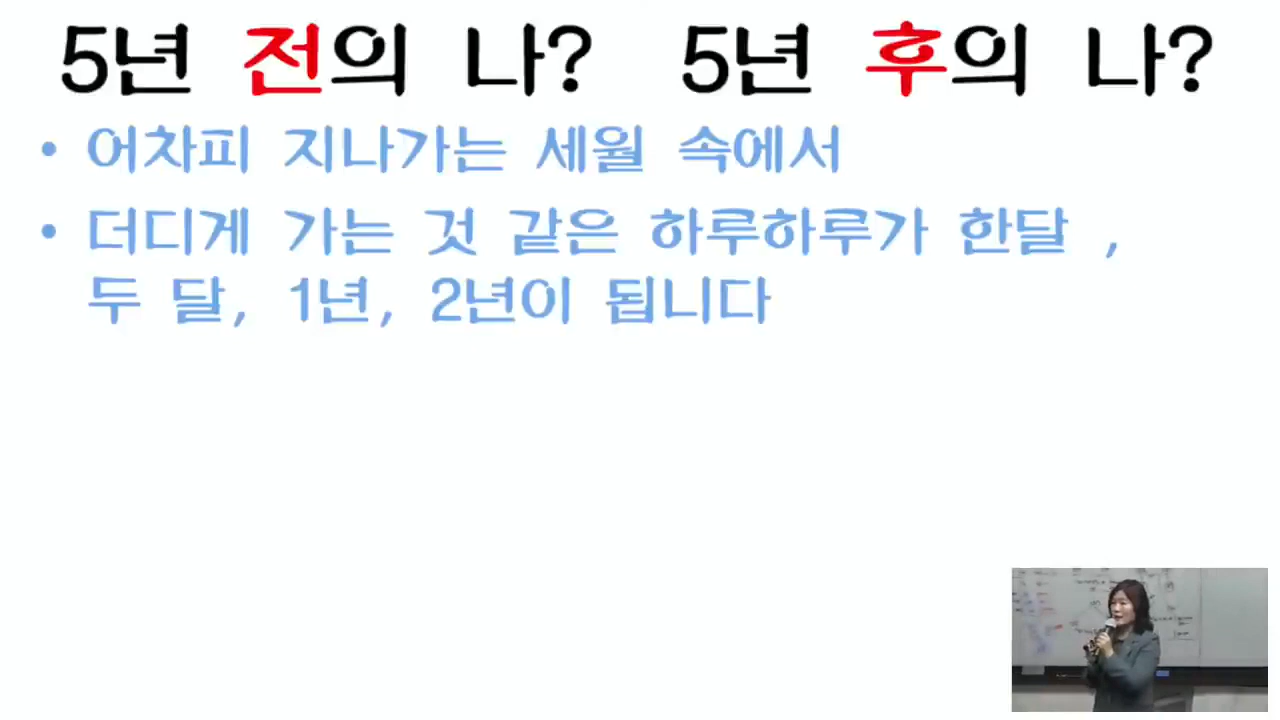 5년 전의 나? 5년 후의 나?
• 어차피 지나가는 세월 속에서
• 더디게 가는 것 같은 하루하루가 한달 ,
두 달, 1년, 2년이 됩니다